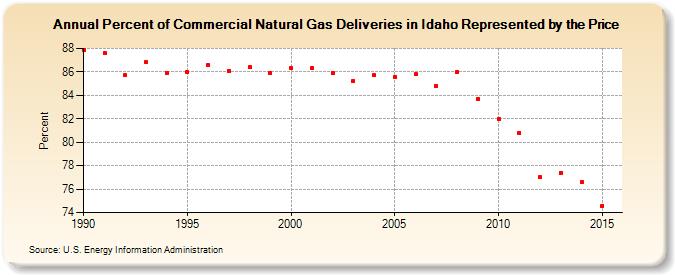 Annual Percent of Commercial Natural Gas Deliveries in Idaho Represented by the Price
Percent
88
86
84
82
80
78
76
74
1990 1995 2000 2005 2010 2015
Source: U.S. Energy Information Administration